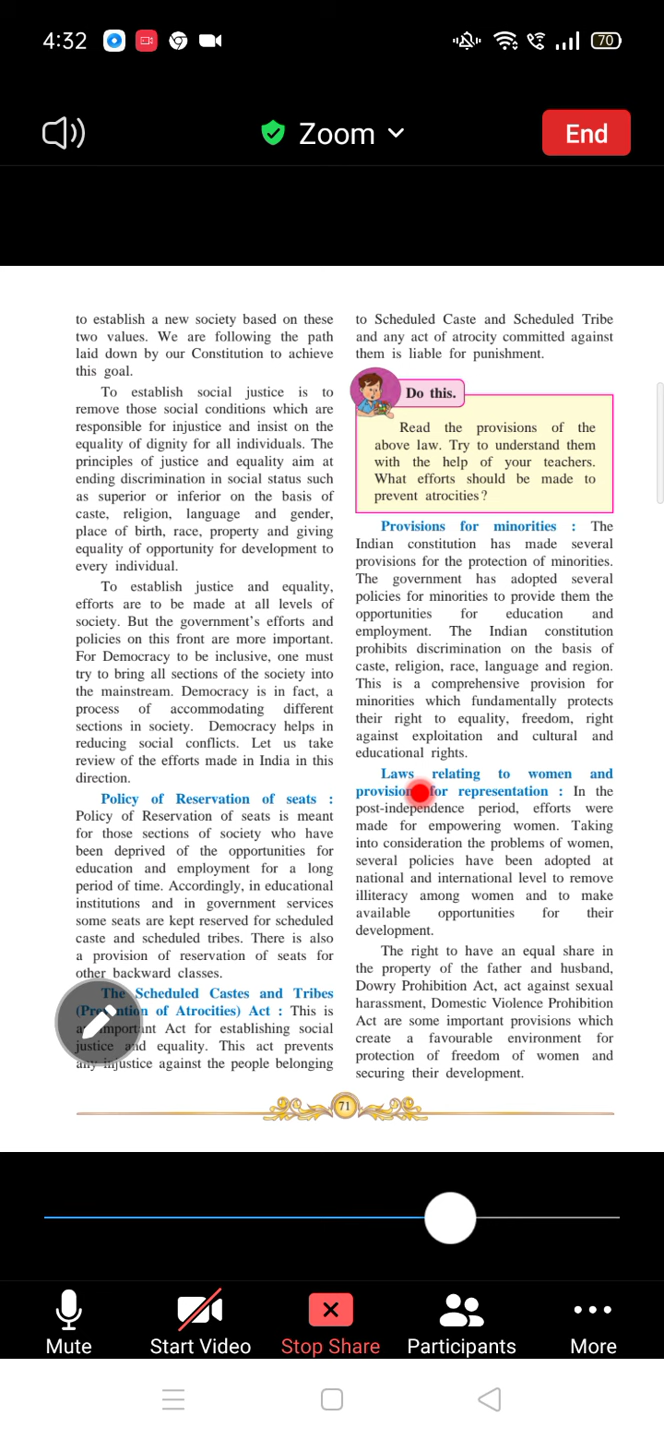 4:32
70
Zoom
End
to establish a new society based on these
two values. We are following the path
laid down by our Constitution to achieve
this goal.
To establish social justice is to
remove those social conditions which are
responsible for injustice and insist on the
equality of dignity for all individuals. The
principles of justice and equality aim at
ending discrimination in social status such
as superior or inferior on the basis of
caste, religion, language and gender,
place of birth, race, property and giving
equality of opportunity for development to
every individual.
To establish justice and equality,
efforts are to be made at all levels of
society. But the government's efforts and
policies on this front are more important.
For Democracy to be inclusive, one must
try to bring all sections of the society into
the mainstream. Democracy is in fact, a
process of accommodating different
sections in society. Democracy helps in
reducing social conflicts. Let us take
review of the efforts made in India in this
direction.
Policy of Reservation of seats :
Policy of Reservation of seats is meant
for those sections of society who have
been deprived of the opportunities for
education and employment for a long
period of time. Accordingly, in educational
institutions and in government services
some seats are kept reserved for scheduled
caste and scheduled tribes. There is also
a provision of reservation of seats for
other backward classes.
The Scheduled Castes and Tribes
(Prevention of Atrocities) Act : This is
an important Act for establishing social
justice and equality. This act prevents
any injustice against the people belonging
to Scheduled Caste and Scheduled Tribe
and any act of atrocity committed against
them is liable for punishment.
Do this.
Read the provisions of the
above law. Try to understand them
with the help of your teachers.
What efforts should be made to
prevent atrocities?
Provisions for minorities : The
Indian constitution has made several
provisions for the protection of minorities.
The government has adopted several
policies for minorities to provide them the
opportunities for education and
employment. The Indian constitution
prohibits discrimination on the basis of
caste, religion, race, language and region.
This is a comprehensive provision for
minorities which fundamentally protects
their right to equality, freedom, right
against exploitation and cultural and
educational rights.
Laws relating to women and
provision for representation : In the
post-independence period, efforts were
made for empowering women. Taking
into consideration the problems of women,
several policies have been adopted at
national and international level to remove
illiteracy among women and to make
available opportunities for their
development.
The right to have an equal share in
the property of the father and husband,
Dowry Prohibition Act, act against sexual
harassment, Domestic Violence Prohibition
Act are some important provisions which
create a favourable environment for
protection of freedom of women and
securing their development.
71
Mute
Start Video
Stop Share
Participants
More